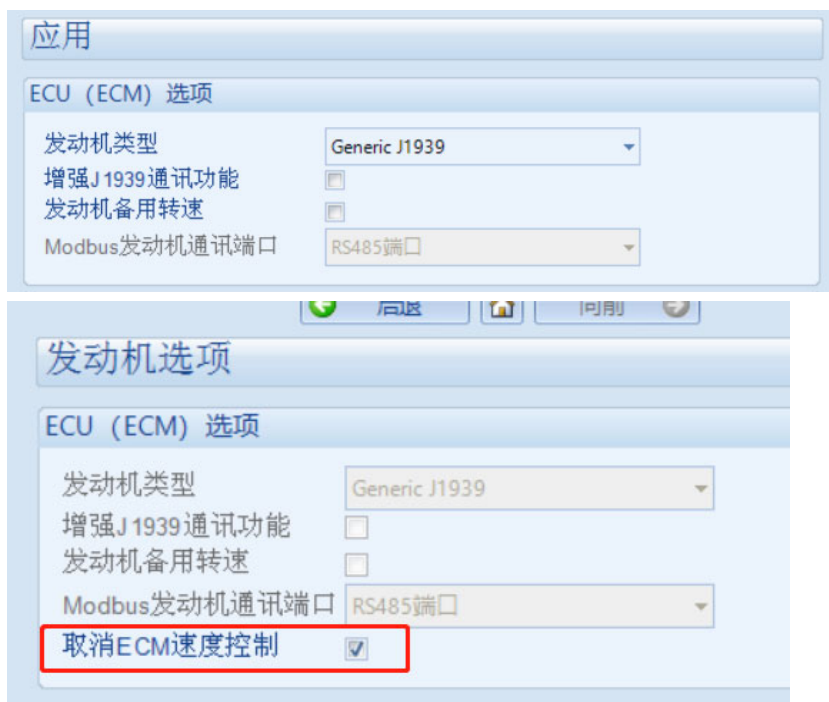 应用
ECU (ECM) 选项
发动机类型 Generic J1939
增强J1939通讯功能
发动机备用转速
Modbus发动机通讯端口 RS485端口
后退 向前
发动机选项
ECU (ECM) 选项
发动机类型 Generic J1939
增强J1939通讯功能
发动机备用转速
Modbus发动机通讯端口 RS485端口
取消ECM速度控制